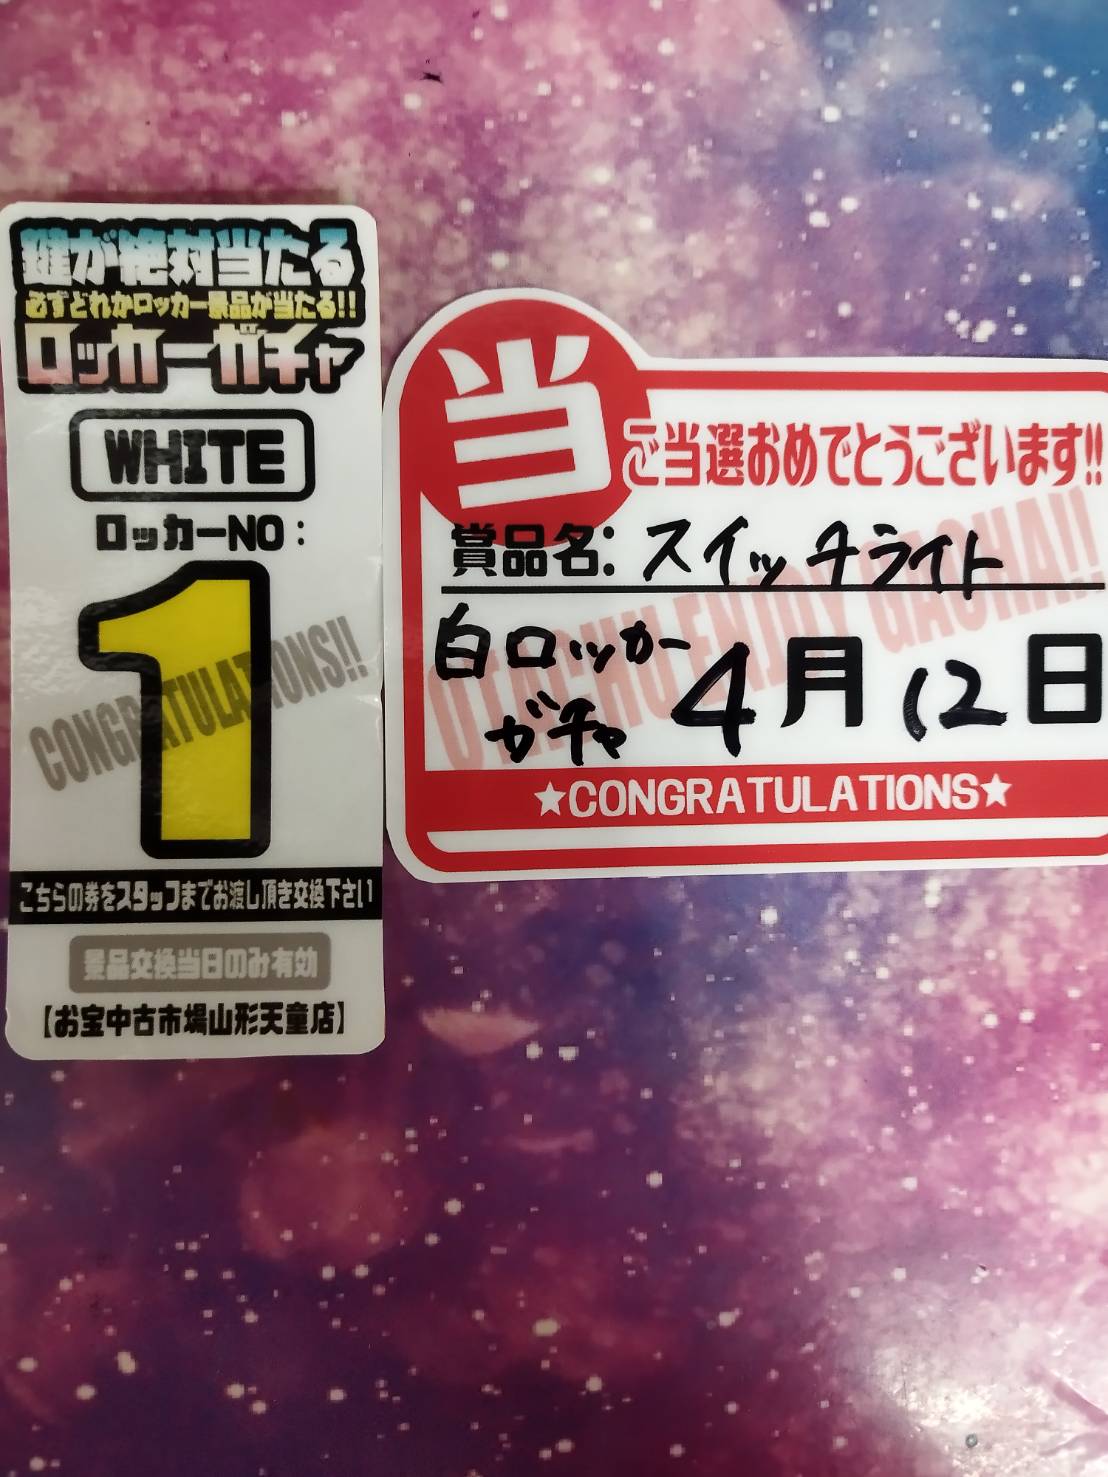 鍵が絶対当たる
必ずどれかロッカー景品が当たる!!
ロッカーガチャ
WHITE
ロッカーNO:
1
CONGRATULATIONS!!
こちらの券をスタッフまでお渡し頂き交換下さい
景品交換当日のみ有効
【お宝中古市場山形天童店】
当
ご当選おめでとうございます!!
賞品名: スイッチライト
OTACHU ENJOY GACHA!!
白ロッカー
ガチャ
4月12日
★CONGRATULATIONS★